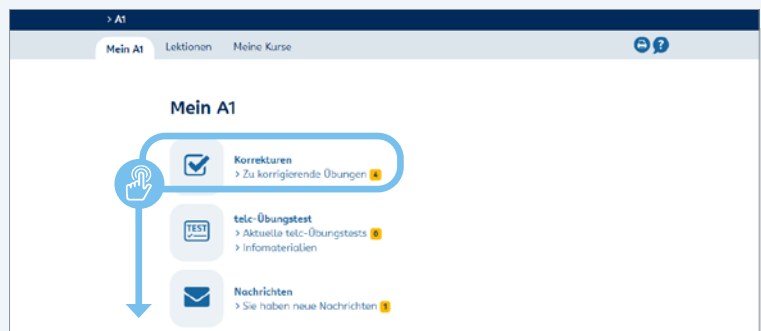 > A1
Mein A1 Lektionen Meine Kurse ?
Mein A1
Korrekturen
> Zu korrigierende Übungen 4
TEST
telc-Übungstest
> Aktuelle telc-Übungstests 0
> Infomaterialien
Nachrichten
> Sie haben neue Nachrichten 1